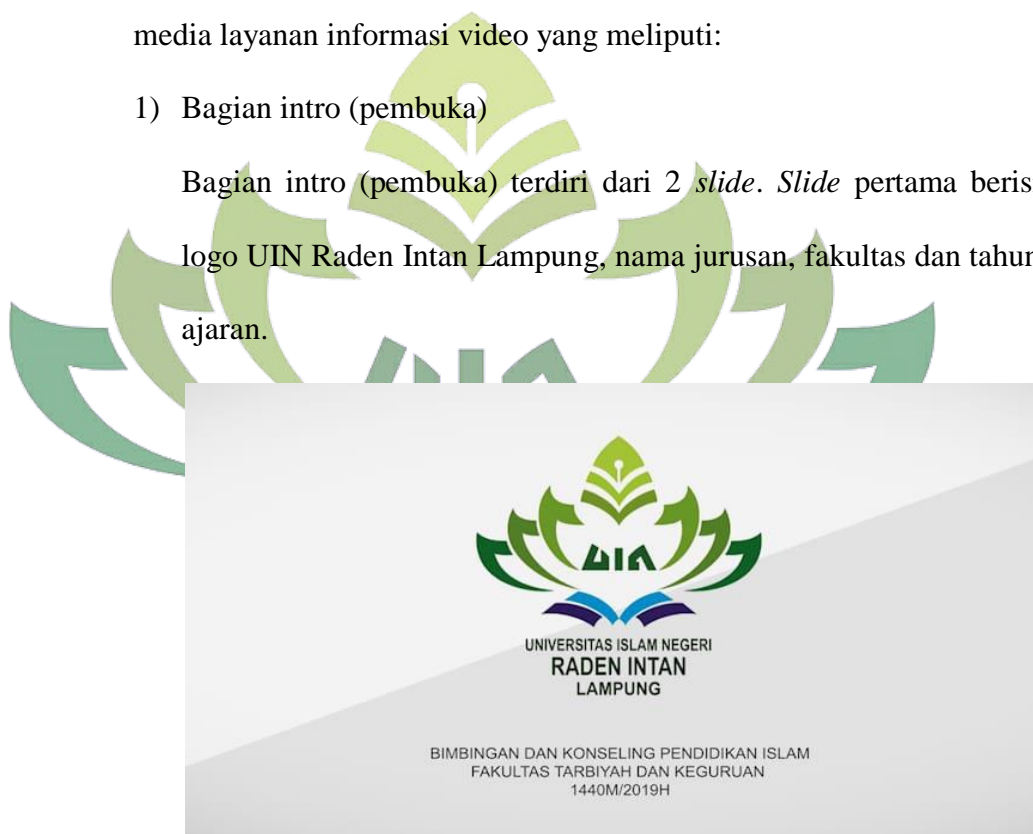 media layanan informasi video yang meliputi:
1) Bagian intro (pembuka)
Bagian intro (pembuka) terdiri dari 2 slide. Slide pertama beris
logo UIN Raden Intan Lampung, nama jurusan, fakultas dan tahun
ajaran.
UIN
UIN
UNIVERSITAS ISLAM NEGERI
RADEN INTAN
LAMPUNG
BIMBINGAN DAN KONSELING PENDIDIKAN ISLAM
FAKULTAS TARBIYAH DAN KEGURUAN
1440M/2019H